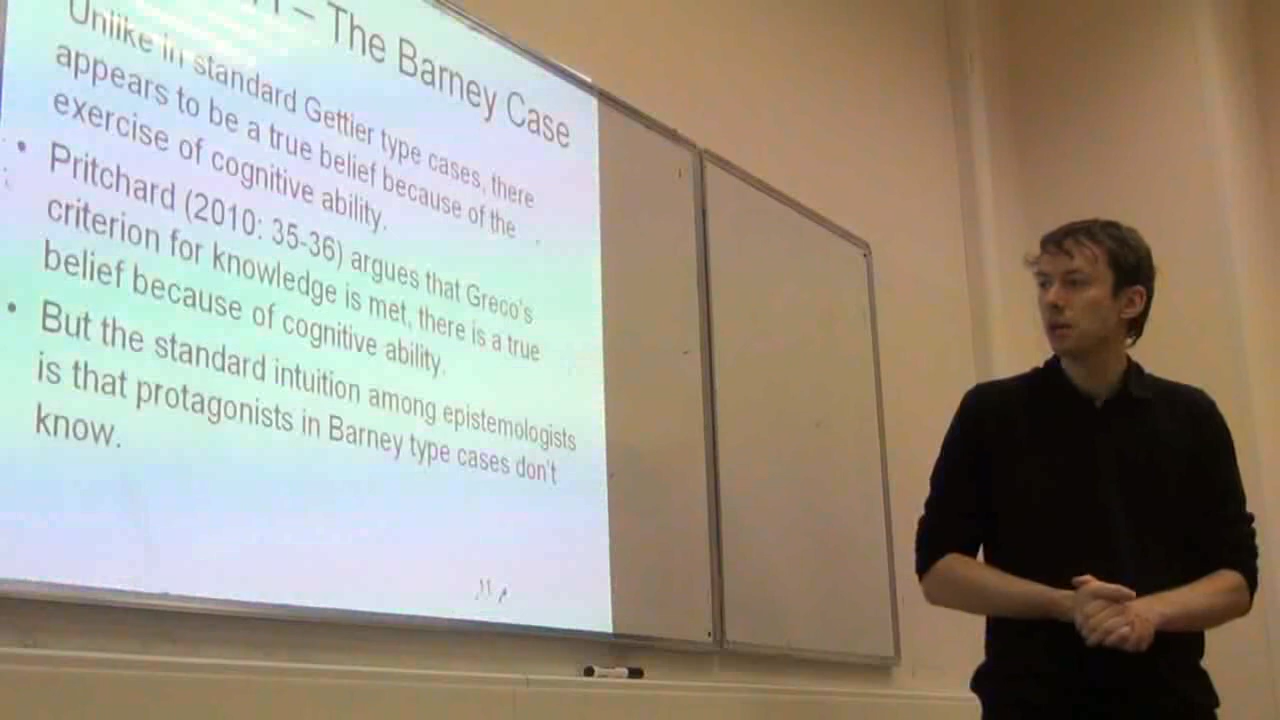 – The Barney Case
Unlike in standard Gettier type cases, there
appears to be a true belief because of the
exercise of cognitive ability.
• Pritchard (2010: 35-36) argues that Greco's
criterion for knowledge is met, there is a true
belief because of cognitive ability.
• But the standard intuition among epistemologists
is that protagonists in Barney type cases don't
know.
11